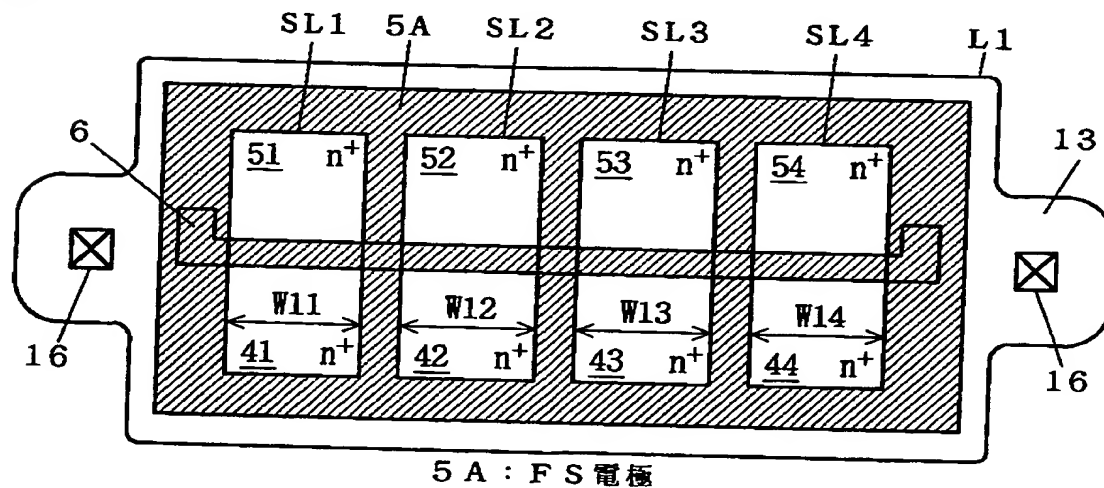 SL1 5A SL2 SL3 SL4 L1
6 51 n+ 52 n+ 53 n+ 54 n+ 13
W11 W12 W13 W14
16 41 n+ 42 n+ 43 n+ 44 n+ 16
5A:FS電極